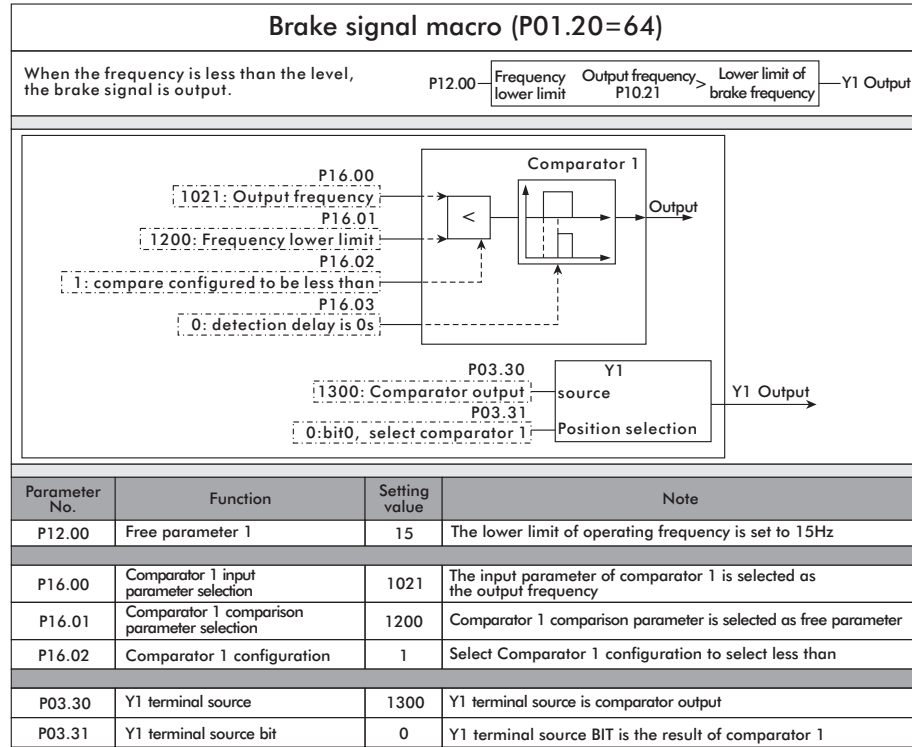 Brake signal macro (P01.20=64)
When the frequency is less than the level,
the brake signal is output.
P12.00
Frequency
lower limit
Output frequency
P10.21
>
Lower limit of
brake frequency
Y1 Output
Comparator 1
P16.00
1021: Output frequency
P16.01
1200: Frequency lower limit
P16.02
1: compare configured to be less than
P16.03
0: detection delay is 0s
<
Output
P03.30
1300: Comparator output
P03.31
0:bit0, select comparator 1
Y1
source
Position selection
Y1 Output
Parameter No. Function Setting value Note
P12.00 Free parameter 1 15 The lower limit of operating frequency is set to 15Hz
P16.00 Comparator 1 input parameter selection 1021 The input parameter of comparator 1 is selected as the output frequency
P16.01 Comparator 1 comparison parameter selection 1200 Comparator 1 comparison parameter is selected as free parameter
P16.02 Comparator 1 configuration 1 Select Comparator 1 configuration to select less than
P03.30 Y1 terminal source 1300 Y1 terminal source is comparator output
P03.31 Y1 terminal source bit 0 Y1 terminal source BIT is the result of comparator 1